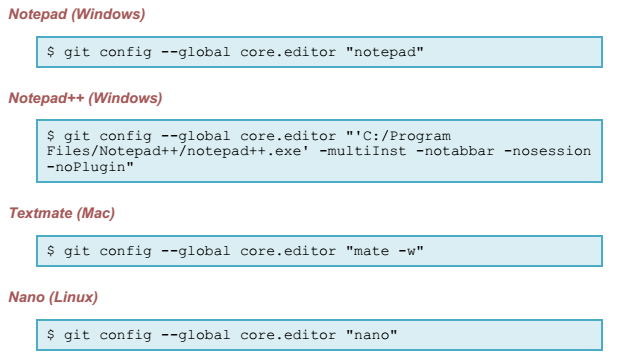 Notepad (Windows)
$ git config --global core.editor "notepad"
Notepad++ (Windows)
$ git config --global core.editor "'C:/Program
Files/Notepad++/notepad++.exe' -multiInst -notabbar -nosession
-noPlugin"
Textmate (Mac)
$ git config --global core.editor "mate -w"
Nano (Linux)
$ git config --global core.editor "nano"